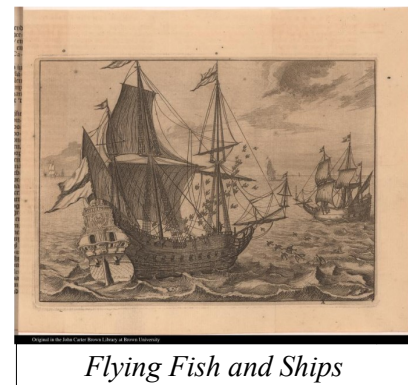 Original in the John Carter Brown Library at Brown University
Flying Fish and Ships